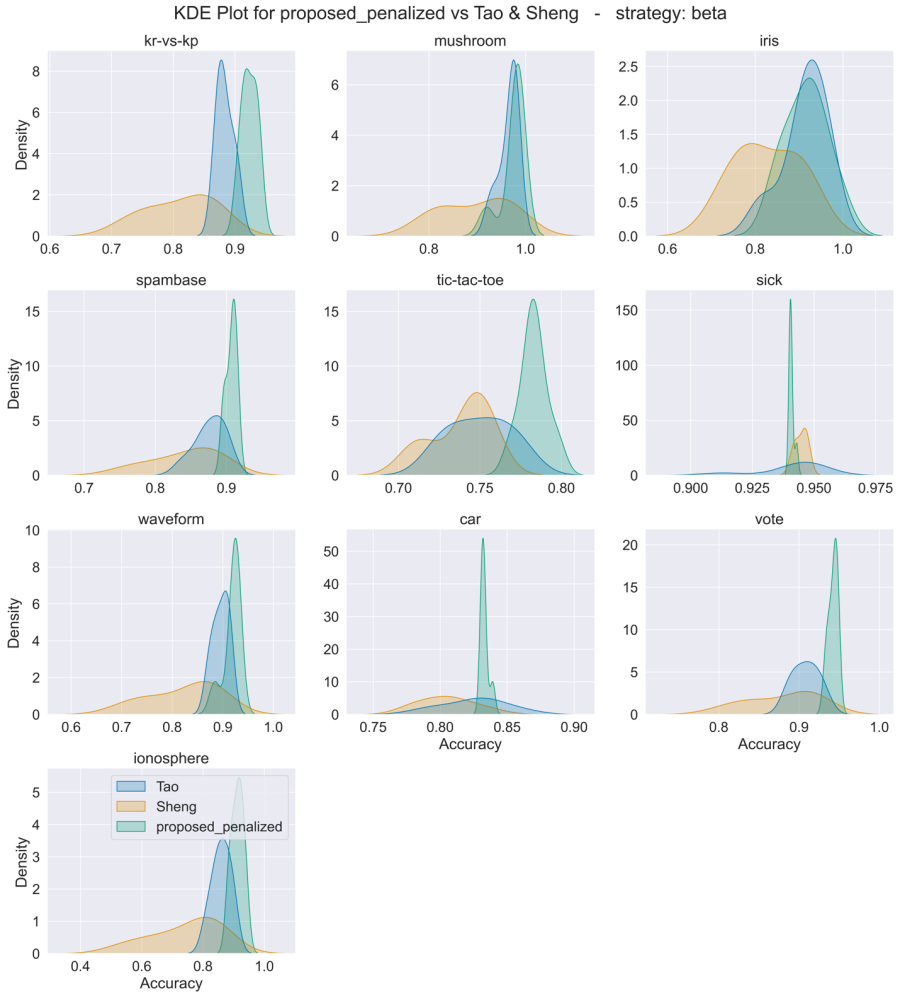 KDE Plot for proposed_penalized vs Tao & Sheng - strategy: beta
kr-vs-kp
mushroom
iris
Density
8
6
4
2
0
0.6 0.7 0.8 0.9
6
4
2
0
0.8 1.0
2.5
2.0
1.5
1.0
0.5
0.0
0.6 0.8 1.0
spambase
tic-tac-toe
sick
Density
15
10
5
0
0.7 0.8 0.9
15
10
5
0
0.70 0.75 0.80
150
100
50
0
0.900 0.925 0.950 0.975
waveform
car
vote
Density
10
8
6
4
2
0
0.6 0.7 0.8 0.9 1.0
50
40
30
20
10
0
0.75 0.80 0.85 0.90
Accuracy
20
15
10
5
0
0.8 0.9 1.0
Accuracy
ionosphere
Density
5
4
3
2
1
0
Tao
Sheng
proposed_penalized
0.4 0.6 0.8 1.0
Accuracy